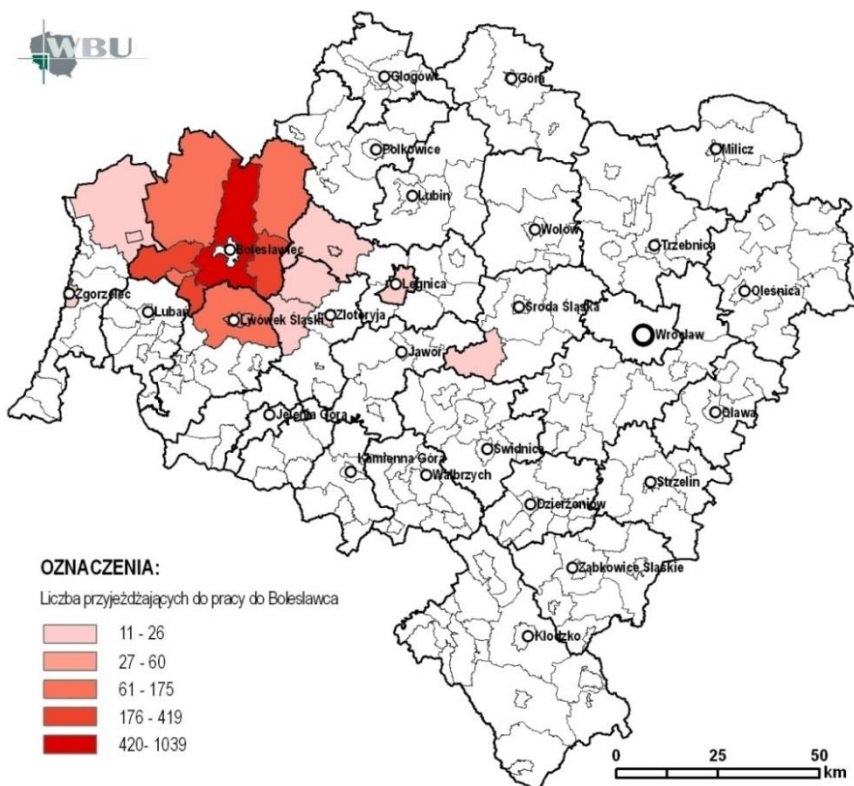 WBU
Głogów
Góra
Polkowice
Milicz
Lubin
Wołów
Trzebnica
Bolesławiec
Oleśnica
Legnica
Zgorzelec
Środa Śląska
Lubań
Lwówek Śląski
Złotoryja
Wrocław
Jawor
Jelenia Góra
Oława
Świdnica
Kamienna Góra
Wałbrzych
Strzelin
Dzierżoniów
Ząbkowice Śląskie
Kłodzko
OZNACZENIA:
Liczba przyjeżdżających do pracy do Bolesławca
11 - 26
27 - 60
61 - 175
176 - 419
420- 1039
0 25 50
km